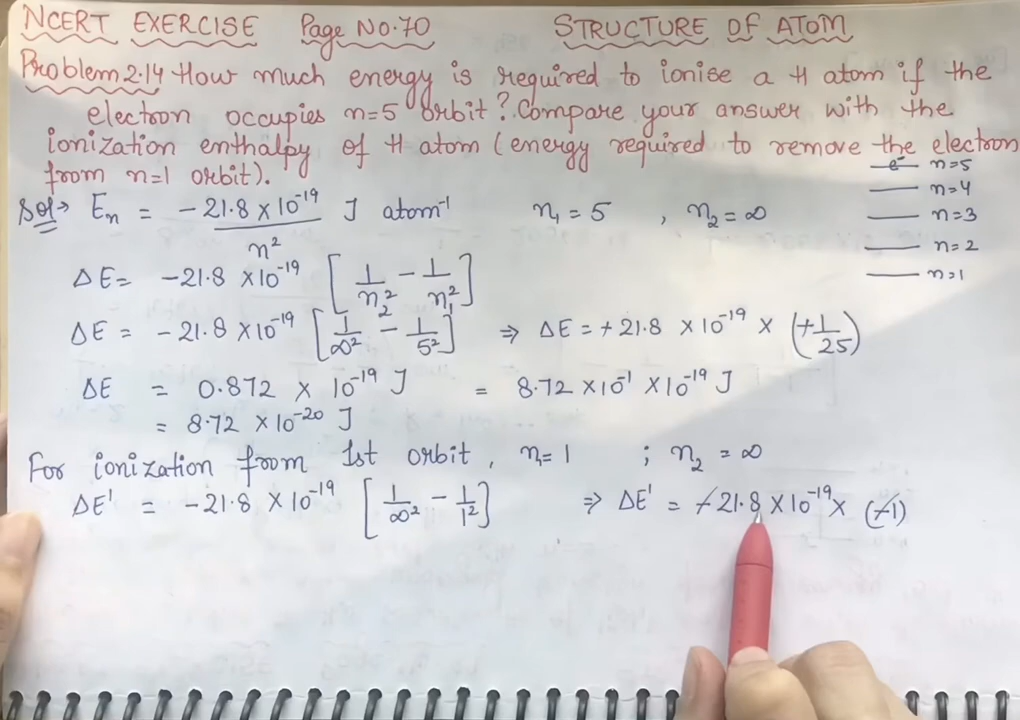 NCERT EXERCISE Page No.70 STRUCTURE OF ATOM
Problem 2.14 How much energy is required to ionise a H atom if the
electron occupies n=5 orbit? Compare your answer with the
ionization enthalpy of H atom (energy required to remove the electron
from n=1 orbit).
e⁻ n=5
n=4
n=3
n=2
n=1
Sol→ En = -21.8 × 10⁻¹⁹ / n² J atom⁻¹ n₁ = 5 , n₂ = ∞
ΔE = -21.8 × 10⁻¹⁹ [1/n₂² - 1/n₁²]
ΔE = -21.8 × 10⁻¹⁹ [1/∞² - 1/5²] ⇒ ΔE = +21.8 × 10⁻¹⁹ × (+1/25)
ΔE = 0.872 × 10⁻¹⁹ J = 8.72 × 10⁻¹ × 10⁻¹⁹ J
= 8.72 × 10⁻²⁰ J
For ionization from 1st orbit, n₁= 1 ; n₂ = ∞
ΔE' = -21.8 × 10⁻¹⁹ [1/∞² - 1/1²] ⇒ ΔE' = -21.8 × 10⁻¹⁹ × (-1)